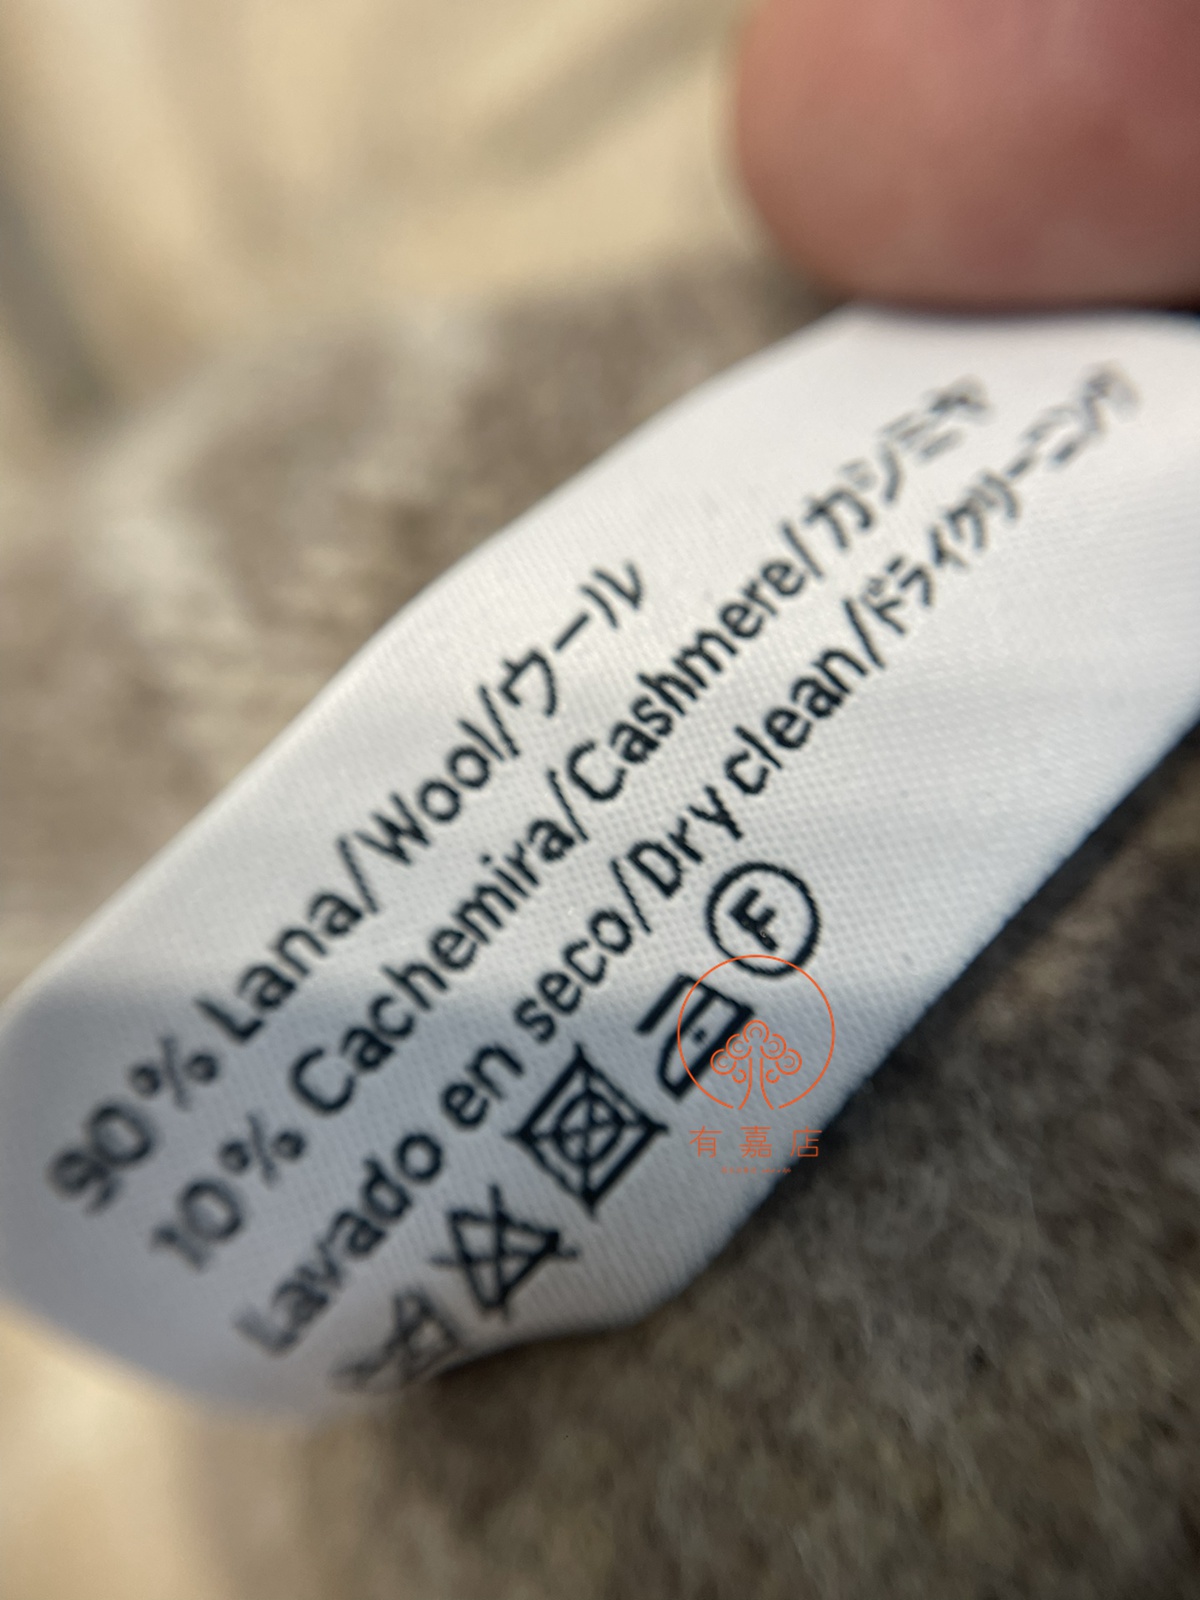 90% Lana/Wool/ウール
10% Cachemira/Cashmere/カシミヤ
Lavado en seco/Dry clean/ドライクリーニング
F
有嘉店